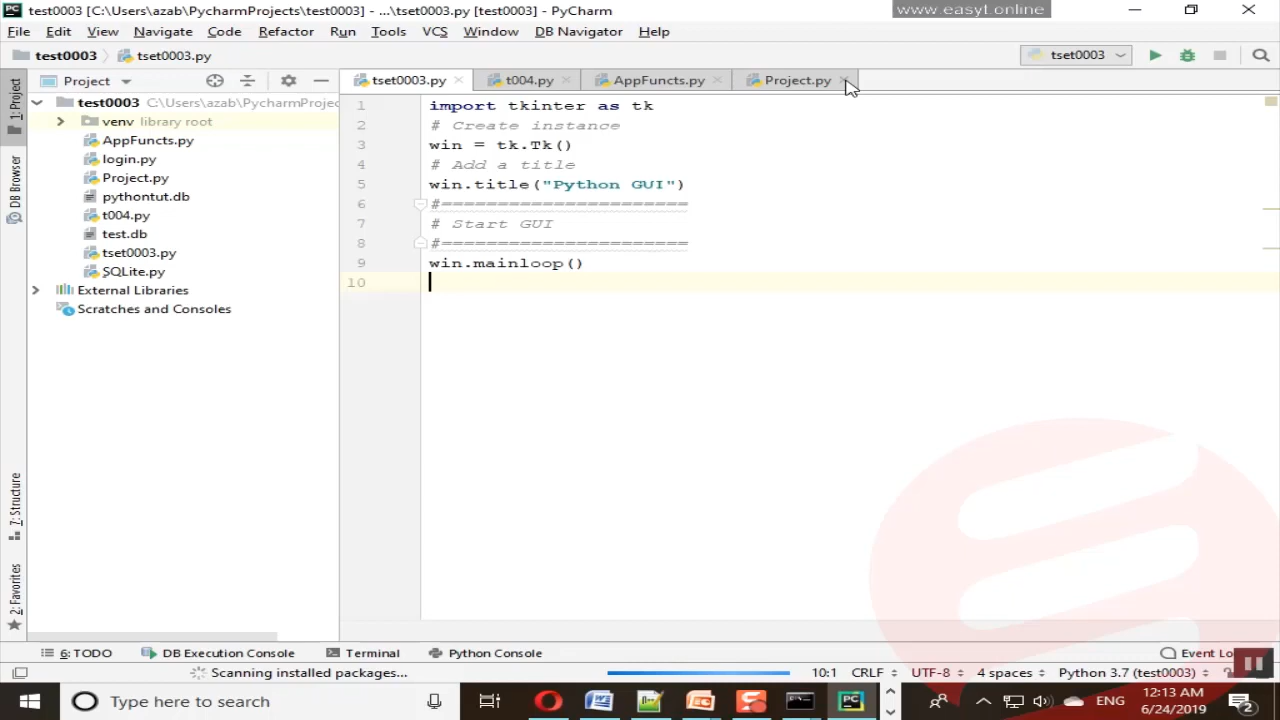 test0003 [C:\Users\azab\PycharmProjects\test0003] - ...\tset0003.py [test0003] - PyCharm
www.easyt.online
File Edit View Navigate Code Refactor Run Tools VCS Window DB Navigator Help
test0003 tset0003.py
tset0003
Project
tset0003.py t004.py AppFuncts.py Project.py
1: Project
DB Browser
7: Structure
2: Favorites
test0003 C:\Users\azab\PycharmProjec
venv library root
AppFuncts.py
login.py
Project.py
pythontut.db
t004.py
test.db
tset0003.py
SQLite.py
External Libraries
Scratches and Consoles
1 import tkinter as tk
2 # Create instance
3 win = tk.Tk()
4 # Add a title
5 win.title("Python GUI")
6 #=======================
7 # Start GUI
8 #=======================
9 win.mainloop()
10
6: TODO DB Execution Console Terminal Python Console Event Lo
Scanning installed packages... 10:1 CRLF UTF-8 4 spaces Python 3.7 (test0003)
Type here to search
ENG
12:13 AM
6/24/2019
2